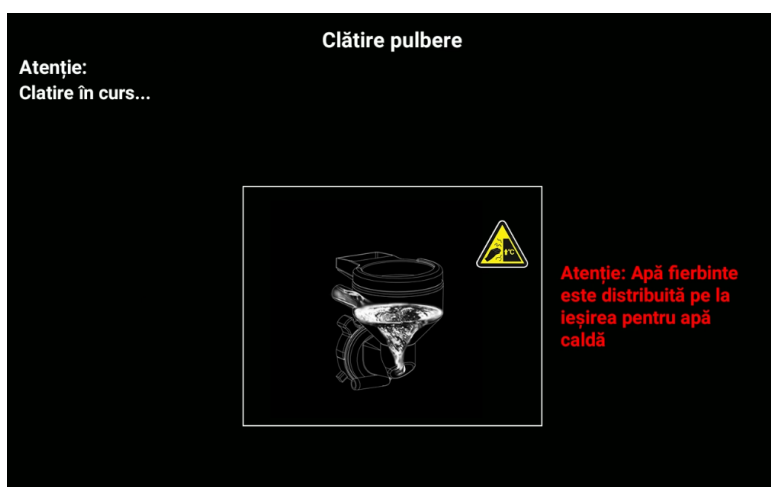 Clătire pulbere
Atenție:
Clatire în curs...
Atenție: Apă fierbinte
este distribuită pe la
ieșirea pentru apă
caldă